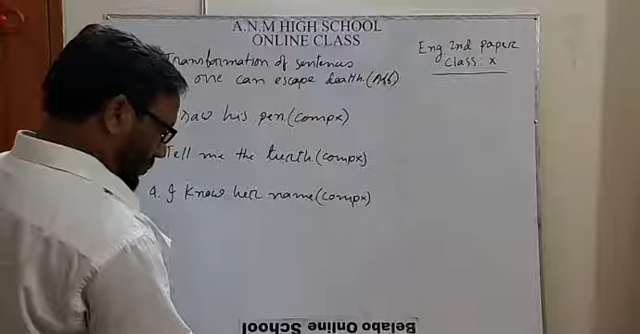 A.N.M HIGH SCHOOL
ONLINE CLASS
Eng. 2nd paper
Class: X
Transformation of sentences
one can escape death. (Aff)
saw his pen (compx)
Tell me the truth. (compx)
4. I know her name (compx)
Belabo Online School